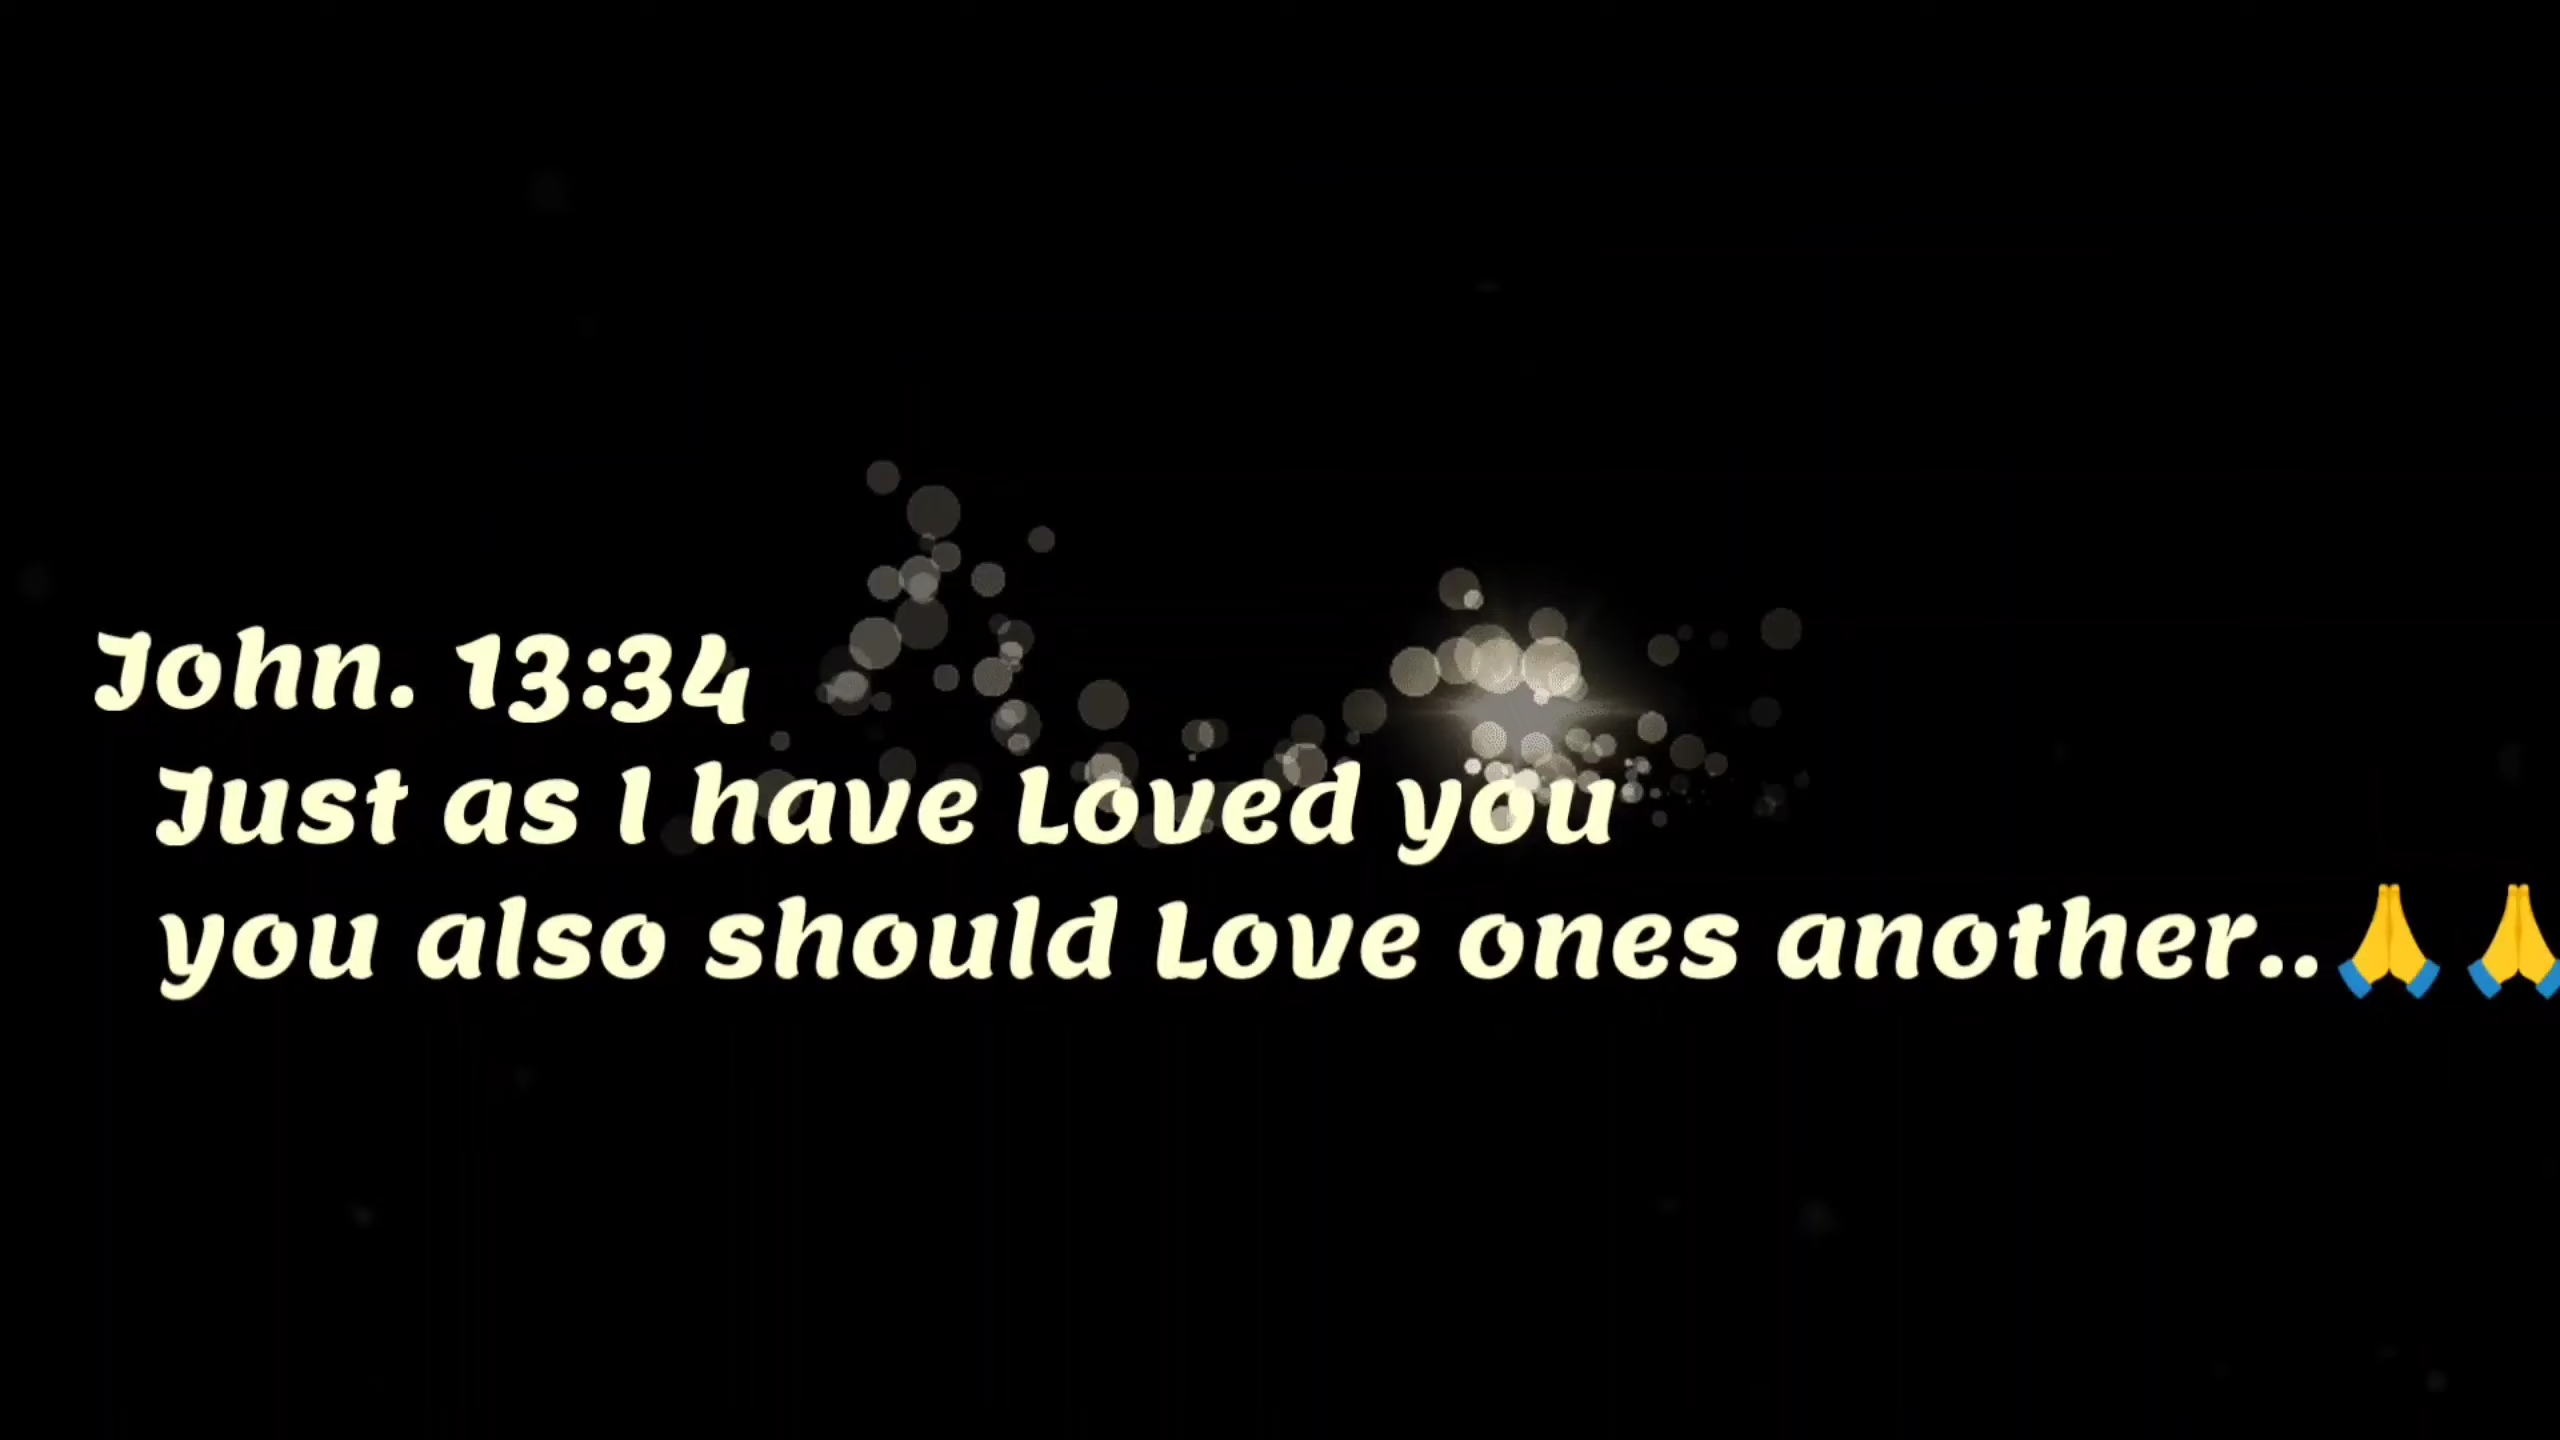 John. 13:34
Just as I have Loved you
you also should Love ones another..🙏🙏